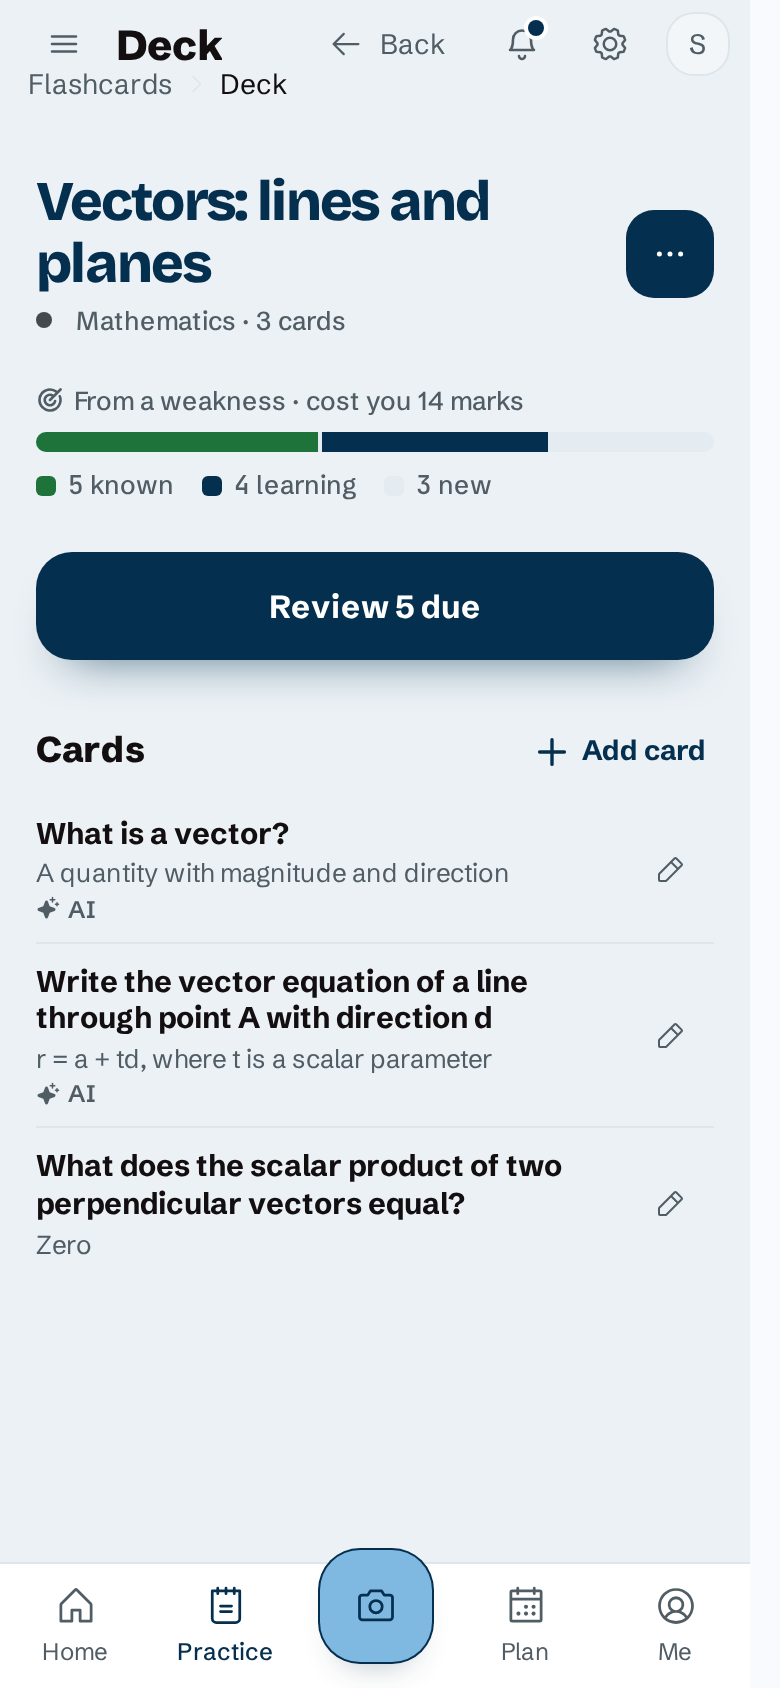 Deck
Back
S
Flashcards > Deck
Vectors: lines and
planes
...
Mathematics · 3 cards
From a weakness · cost you 14 marks
5 known 4 learning 3 new
Review 5 due
Cards
Add card
What is a vector?
A quantity with magnitude and direction
AI
Write the vector equation of a line
through point A with direction d
r = a + td, where t is a scalar parameter
AI
What does the scalar product of two
perpendicular vectors equal?
Zero
Home Practice Plan Me